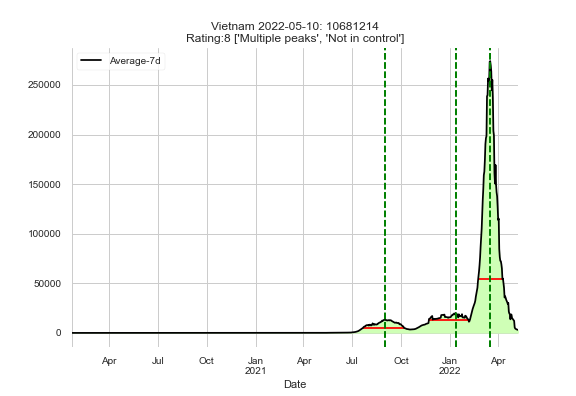 Vietnam 2022-05-10: 10681214
Rating:8 ['Multiple peaks', 'Not in control']
Average-7d
250000
200000
150000
100000
50000
0
Apr Jul Oct Jan Apr Jul Oct Jan Apr
2021 2022
Date